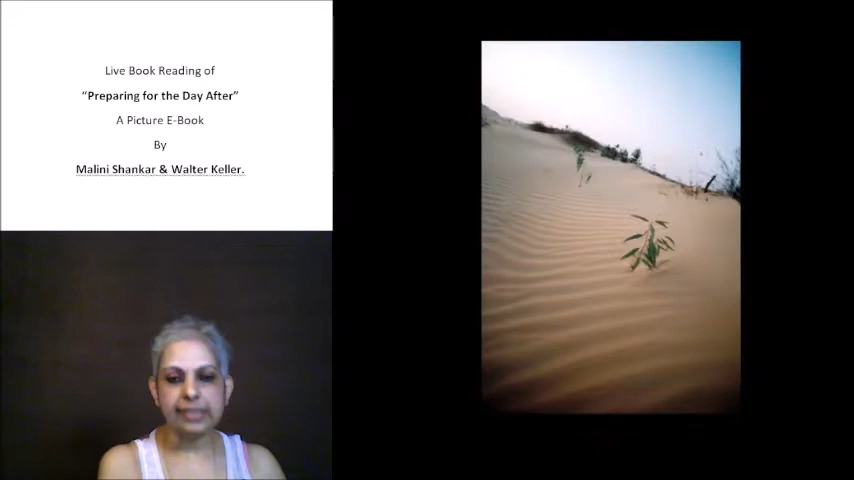 Live Book Reading of
“Preparing for the Day After”
A Picture E-Book
By
Malini Shankar & Walter Keller.